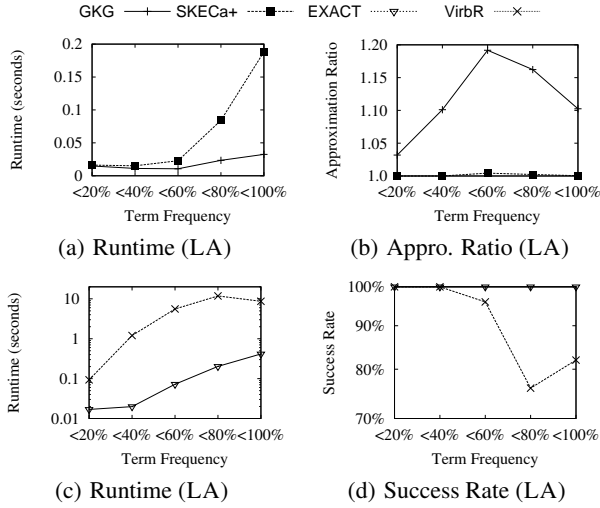 GKG SKECa+ EXACT VirbR
0.2
0.15
0.1
0.05
0
<20% <40% <60% <80% <100%
Runtime (seconds)
Term Frequency
(a) Runtime (LA)
1.20
1.15
1.10
1.05
1.0
<20% <40% <60% <80% <100%
Approximation Ratio
Term Frequency
(b) Appro. Ratio (LA)
10
1
0.1
0.01
<20% <40% <60% <80% <100%
Runtime (seconds)
Term Frequency
(c) Runtime (LA)
100%
90%
80%
70%
<20% <40% <60% <80% <100%
Success Rate
Term Frequency
(d) Success Rate (LA)